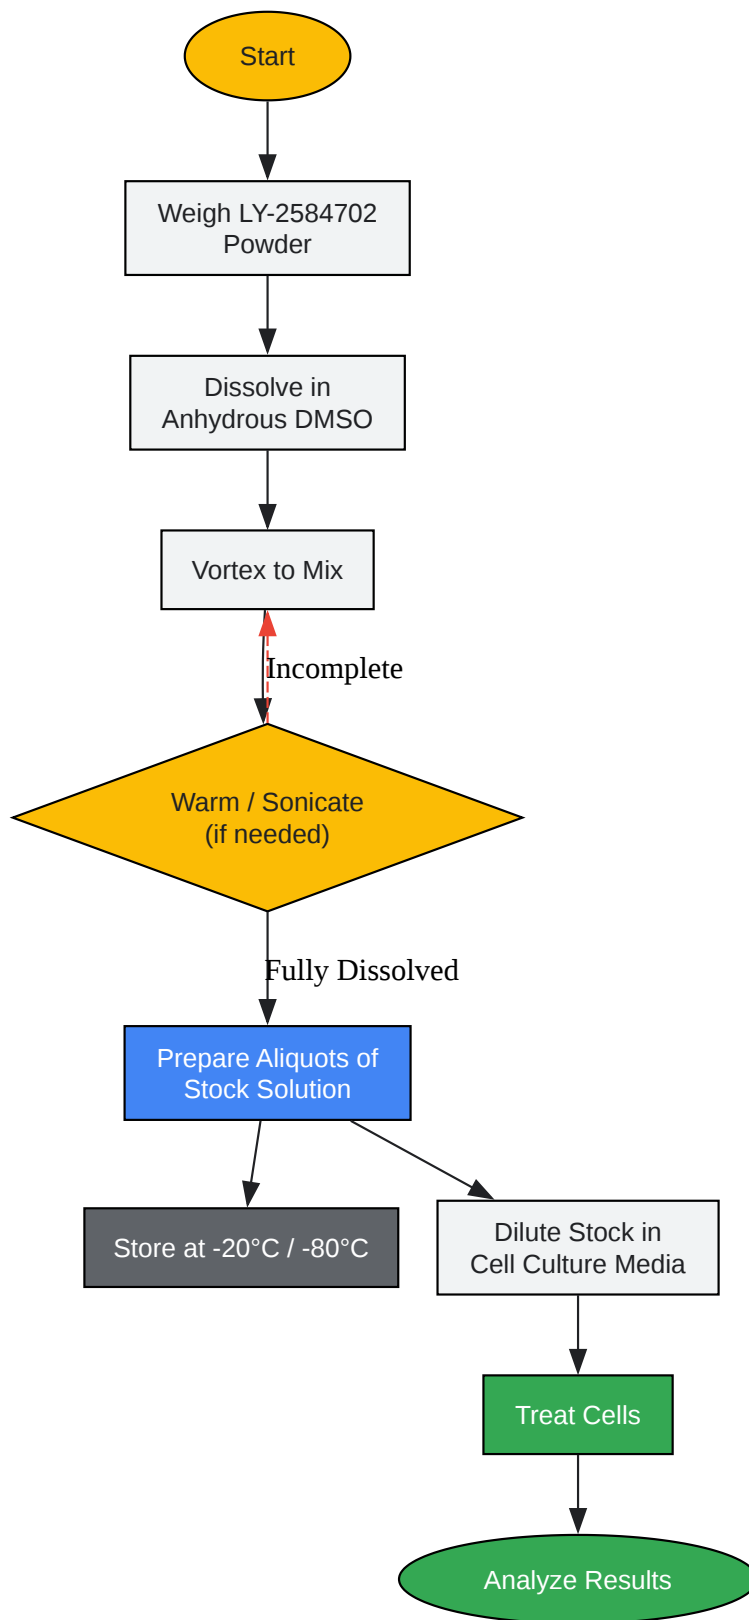 Start
Weigh LY-2584702
Powder
Dissolve in
Anhydrous DMSO
Vortex to Mix
Incomplete
Warm / Sonicate
(if needed)
Fully Dissolved
Prepare Aliquots of
Stock Solution
Store at -20°C / -80°C
Dilute Stock in
Cell Culture Media
Treat Cells
Analyze Results